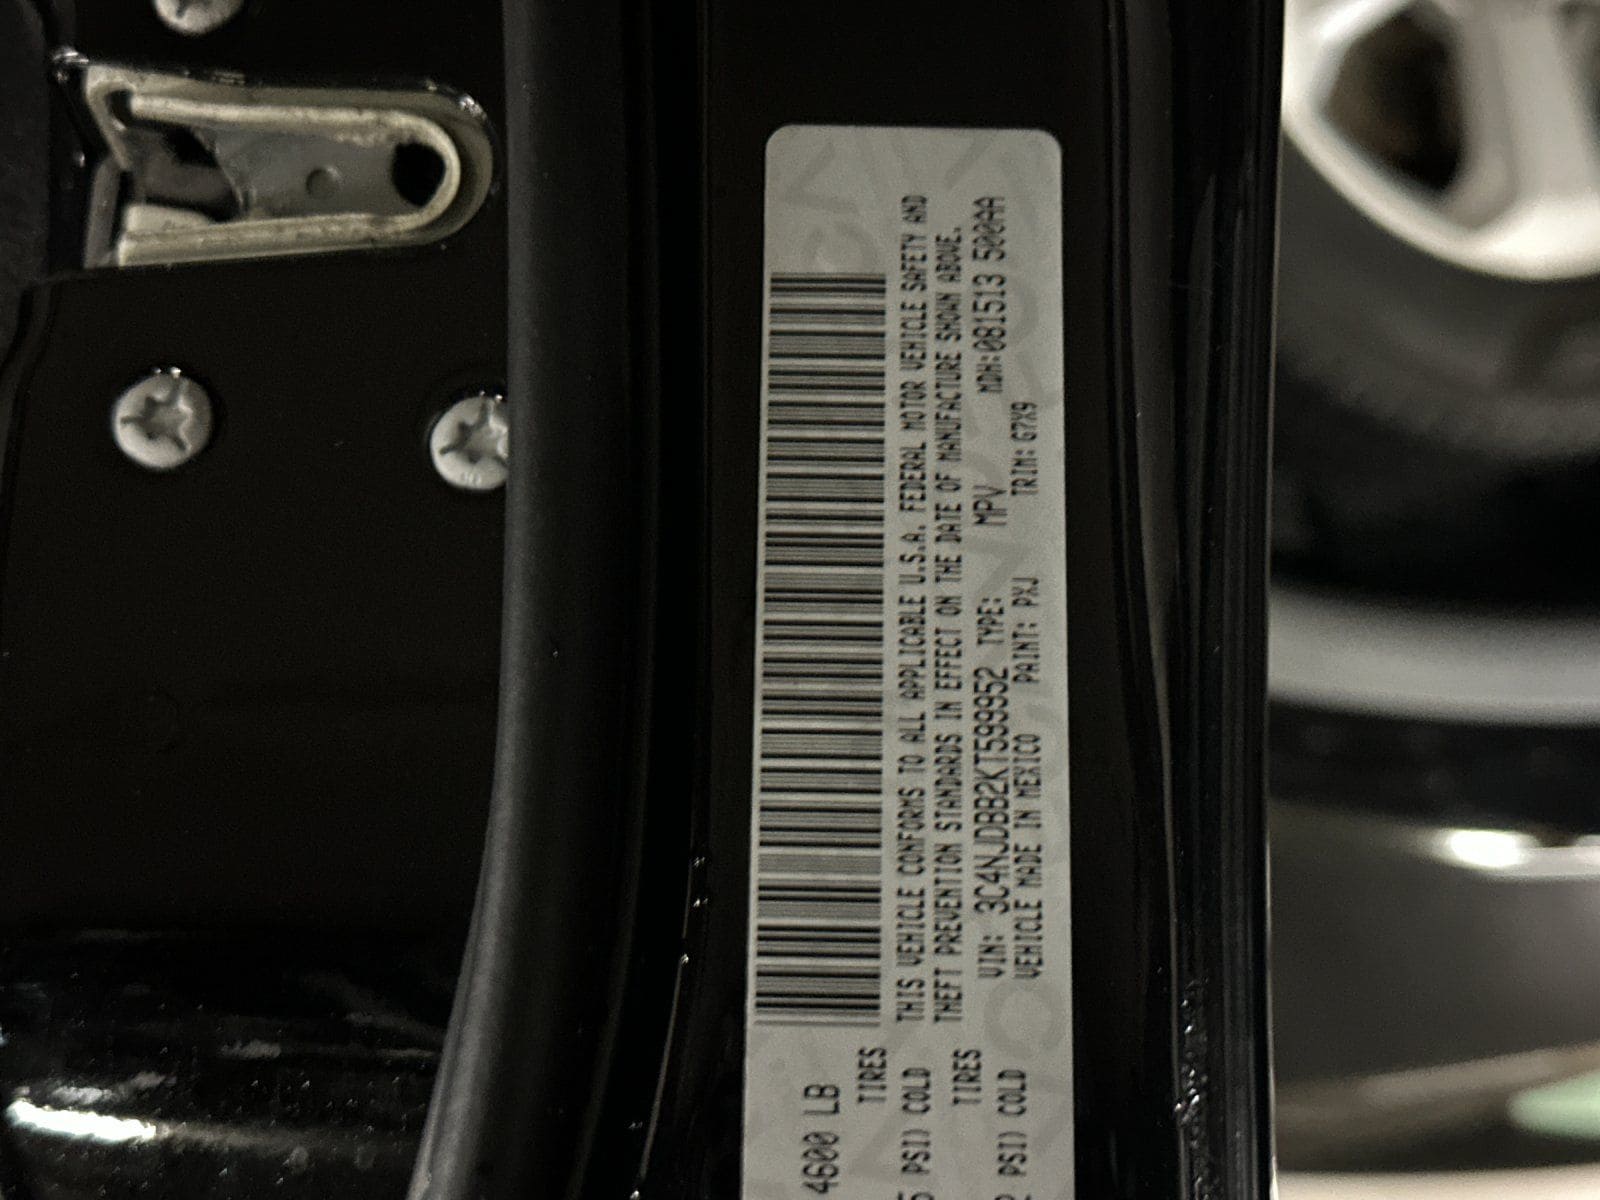 4600 LB
TIRES
PSI) COLD
TIRES
PSI) COLD
THIS VEHICLE CONFORMS TO ALL APPLICABLE U.S.A. FEDERAL MOTOR VEHICLE SAFETY AND
THEFT PREVENTION STANDARDS IN EFFECT ON THE DATE OF MANUFACTURE SHOWN ABOVE.
VIN: 3C4NJDBB2KT599952 TYPE: MPV MDH:081513 500AA
VEHICLE MADE IN MEXICO PAINT: PXJ TRIM: G7X9